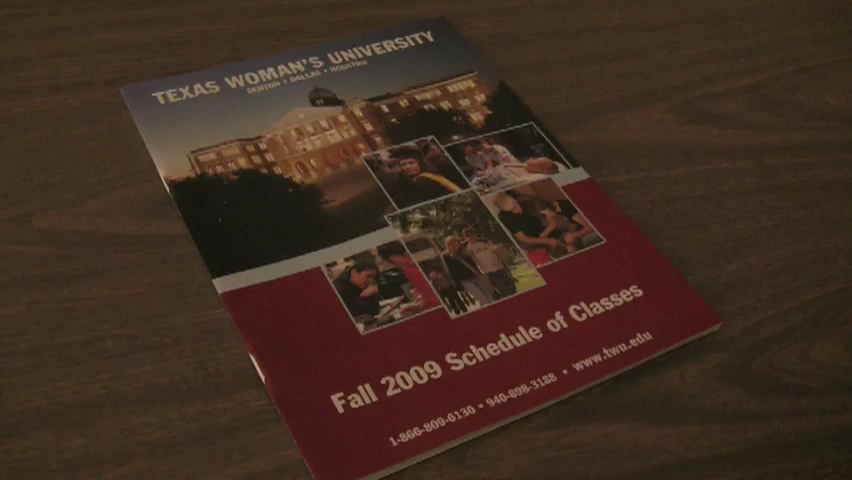 TEXAS WOMAN'S UNIVERSITY
DENTON • DALLAS • HOUSTON
Fall 2009 Schedule of Classes
1-866-809-6130 • 940-898-3188 • www.twu.edu